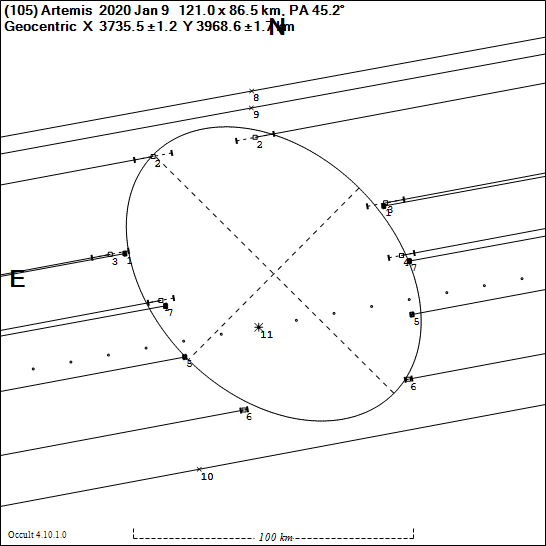 (105) Artemis 2020 Jan 9 121.0 x 86.5 km, PA 45.2°
Geocentric X 3735.5 ±1.2 Y 3968.6 ±1.7 km
N
8
9
2
2
1
3
3
1
4
7
E
7
5
11
5
6
6
10
Occult 4.10.1.0
100 km